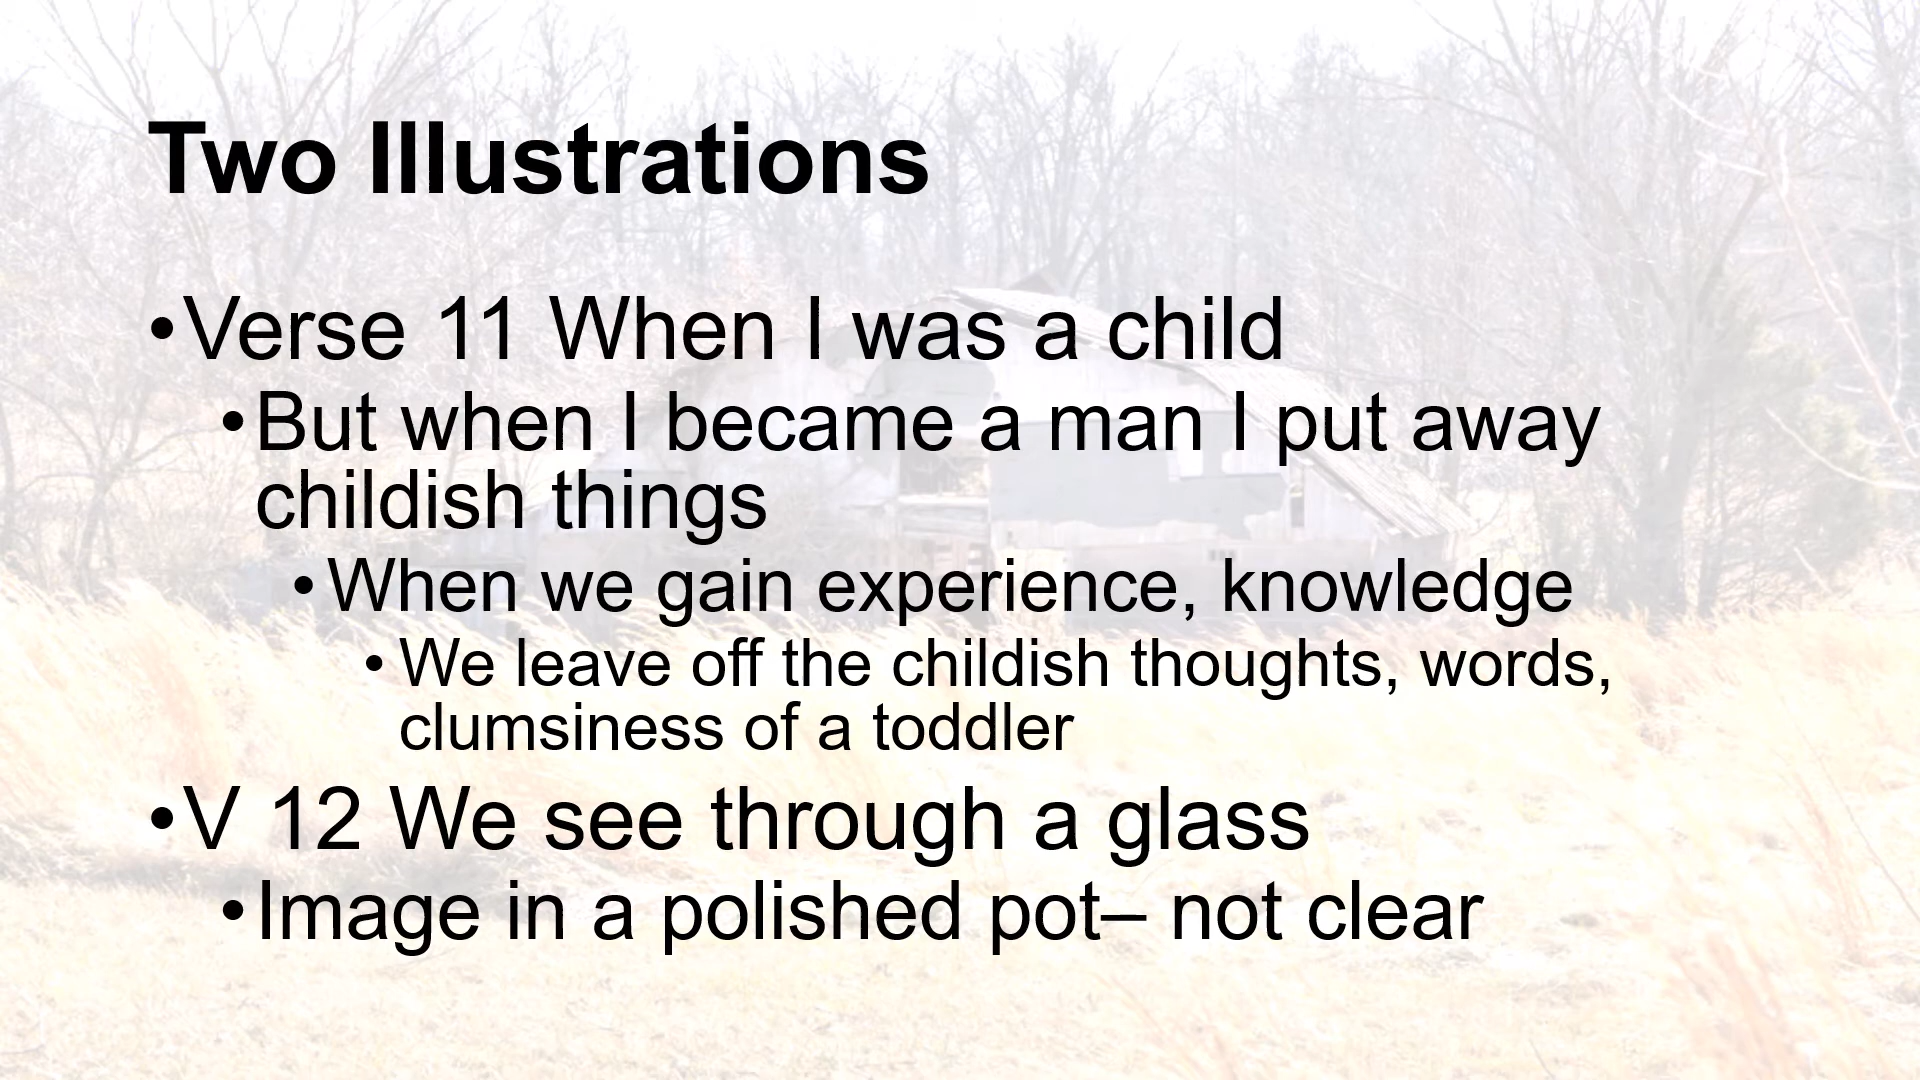 Two Illustrations
•Verse 11 When I was a child
•But when I became a man I put away
childish things
•When we gain experience, knowledge
•We leave off the childish thoughts, words,
clumsiness of a toddler
•V 12 We see through a glass
•Image in a polished pot– not clear